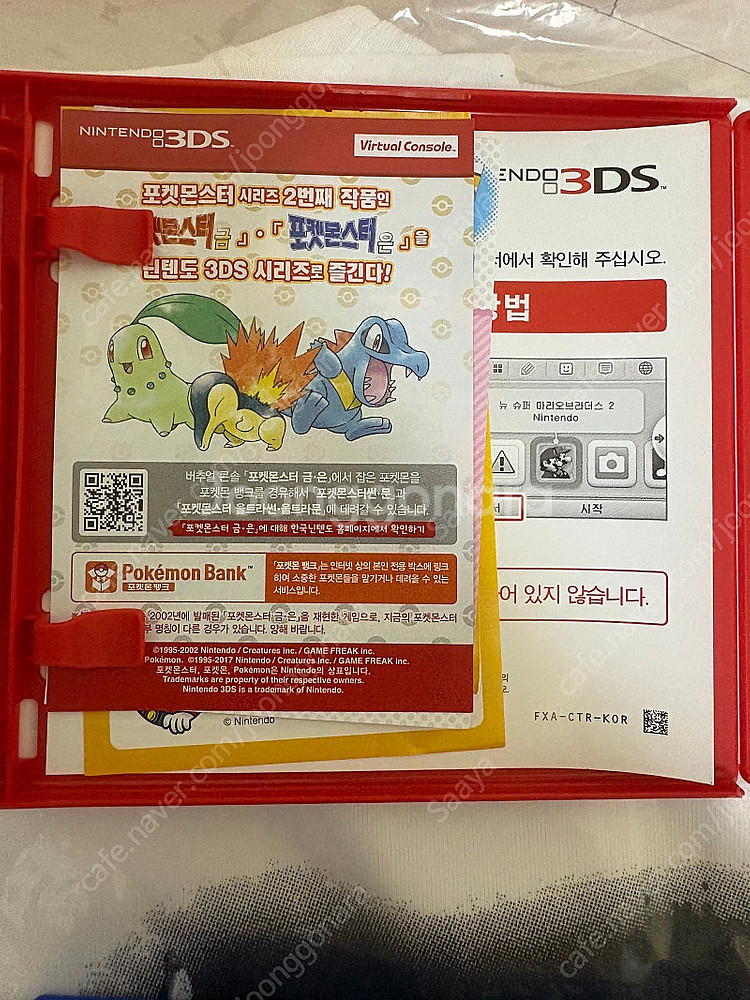 NINTENDO 3DS™
Virtual Console™
포켓몬스터 시리즈 2번째 작품인
켓몬스터 금』·『포켓몬스터 은』을
닌텐도 3DS 시리즈로 즐긴다!
버추얼 콘솔 「포켓몬스터 금·은」에서 잡은 포켓몬을
포켓몬 뱅크를 경유해서 「포켓몬스터썬·문」과
「포켓몬스터 울트라썬·울트라문」에 데려갈 수 있습니다.
「포켓몬스터 금·은」에 대해 한국닌텐도 홈페이지에서 확인하기
Pokémon Bank™
포켓몬 뱅크
「포켓몬 뱅크」는 인터넷 상의 본인 전용 박스에 링크
하여 소중한 포켓몬들을 맡기거나 데려올 수 있는
서비스입니다.
2002년에 발매된 「포켓몬스터 금·은」을 재현한 게임으로, 지금의 포켓몬스터
부 명칭이 다른 경우가 있습니다. 양해 바랍니다.
©1995-2002 Nintendo / Creatures inc. / GAME FREAK inc.
Pokémon. ©1995-2017 Nintendo / Creatures inc. / GAME FREAK inc.
포켓몬스터, 포켓몬, Pokémon은 Nintendo의 상표입니다.
Trademarks are property of their respective owners.
Nintendo 3DS is a trademark of Nintendo.
© Nintendo
ENDO 3DS™
에서 확인해 주십시오.
방법
뉴 슈퍼 마리오브라더스 2
Nintendo
서
시작
어 있지 않습니다.
FXA-CTR-KOR
cafe.naver.com/joonggonara
Saaya
joonggonara